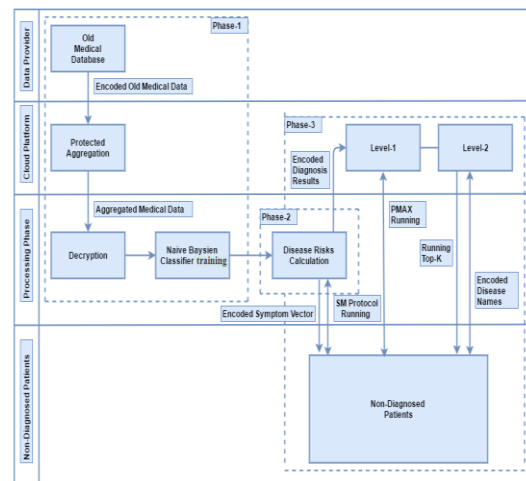 Data Provider
Phase-1
Old
Medical
Database
Encoded Old Medical Data
Cloud Platform
Protected
Aggregation
Phase-3
Level-1
Level-2
Encoded
Diagnosis
Results
Processing Phase
Aggregated Medical Data
PMAX
Running
Phase-2
Decryption
Naive Baysien
Classifier training
Disease Risks
Calculation
Running
Top-K
Encoded
Disease
Names
Encoded Symptom Vector
SM Protocol
Running
Non-Diagnosed Patients
Non-Diagnosed
Patients